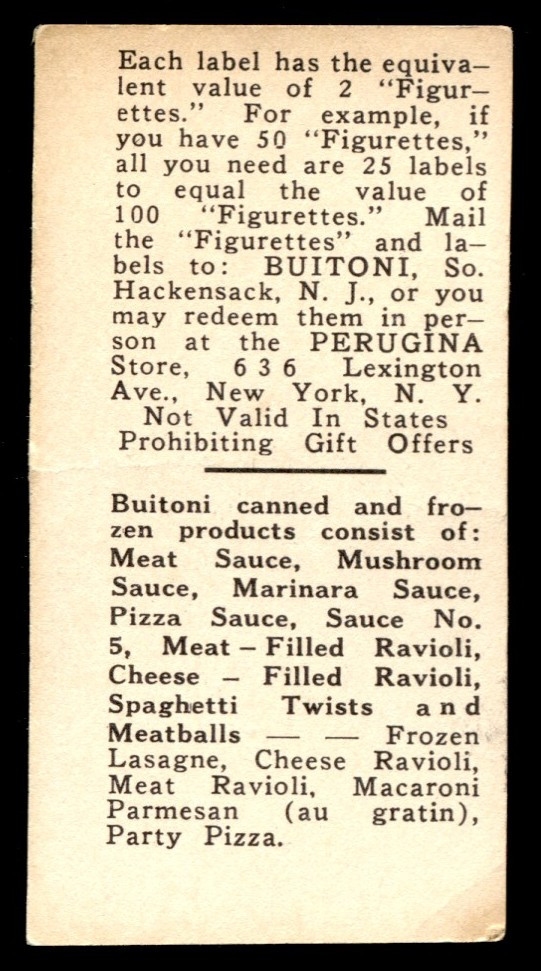 Each label has the equiva-
lent value of 2 “Figur-
ettes.” For example, if
you have 50 “Figurettes,”
all you need are 25 labels
to equal the value of
100 “Figurettes.” Mail
the “Figurettes” and la-
bels to: BUITONI, So.
Hackensack, N. J., or you
may redeem them in per-
son at the PERUGINA
Store, 636 Lexington
Ave., New York, N. Y.
Not Valid In States
Prohibiting Gift Offers
Buitoni canned and fro-
zen products consist of:
Meat Sauce, Mushroom
Sauce, Marinara Sauce,
Pizza Sauce, Sauce No.
5, Meat - Filled Ravioli,
Cheese - Filled Ravioli,
Spaghetti Twists and
Meatballs — — Frozen
Lasagne, Cheese Ravioli,
Meat Ravioli, Macaroni
Parmesan (au gratin),
Party Pizza.